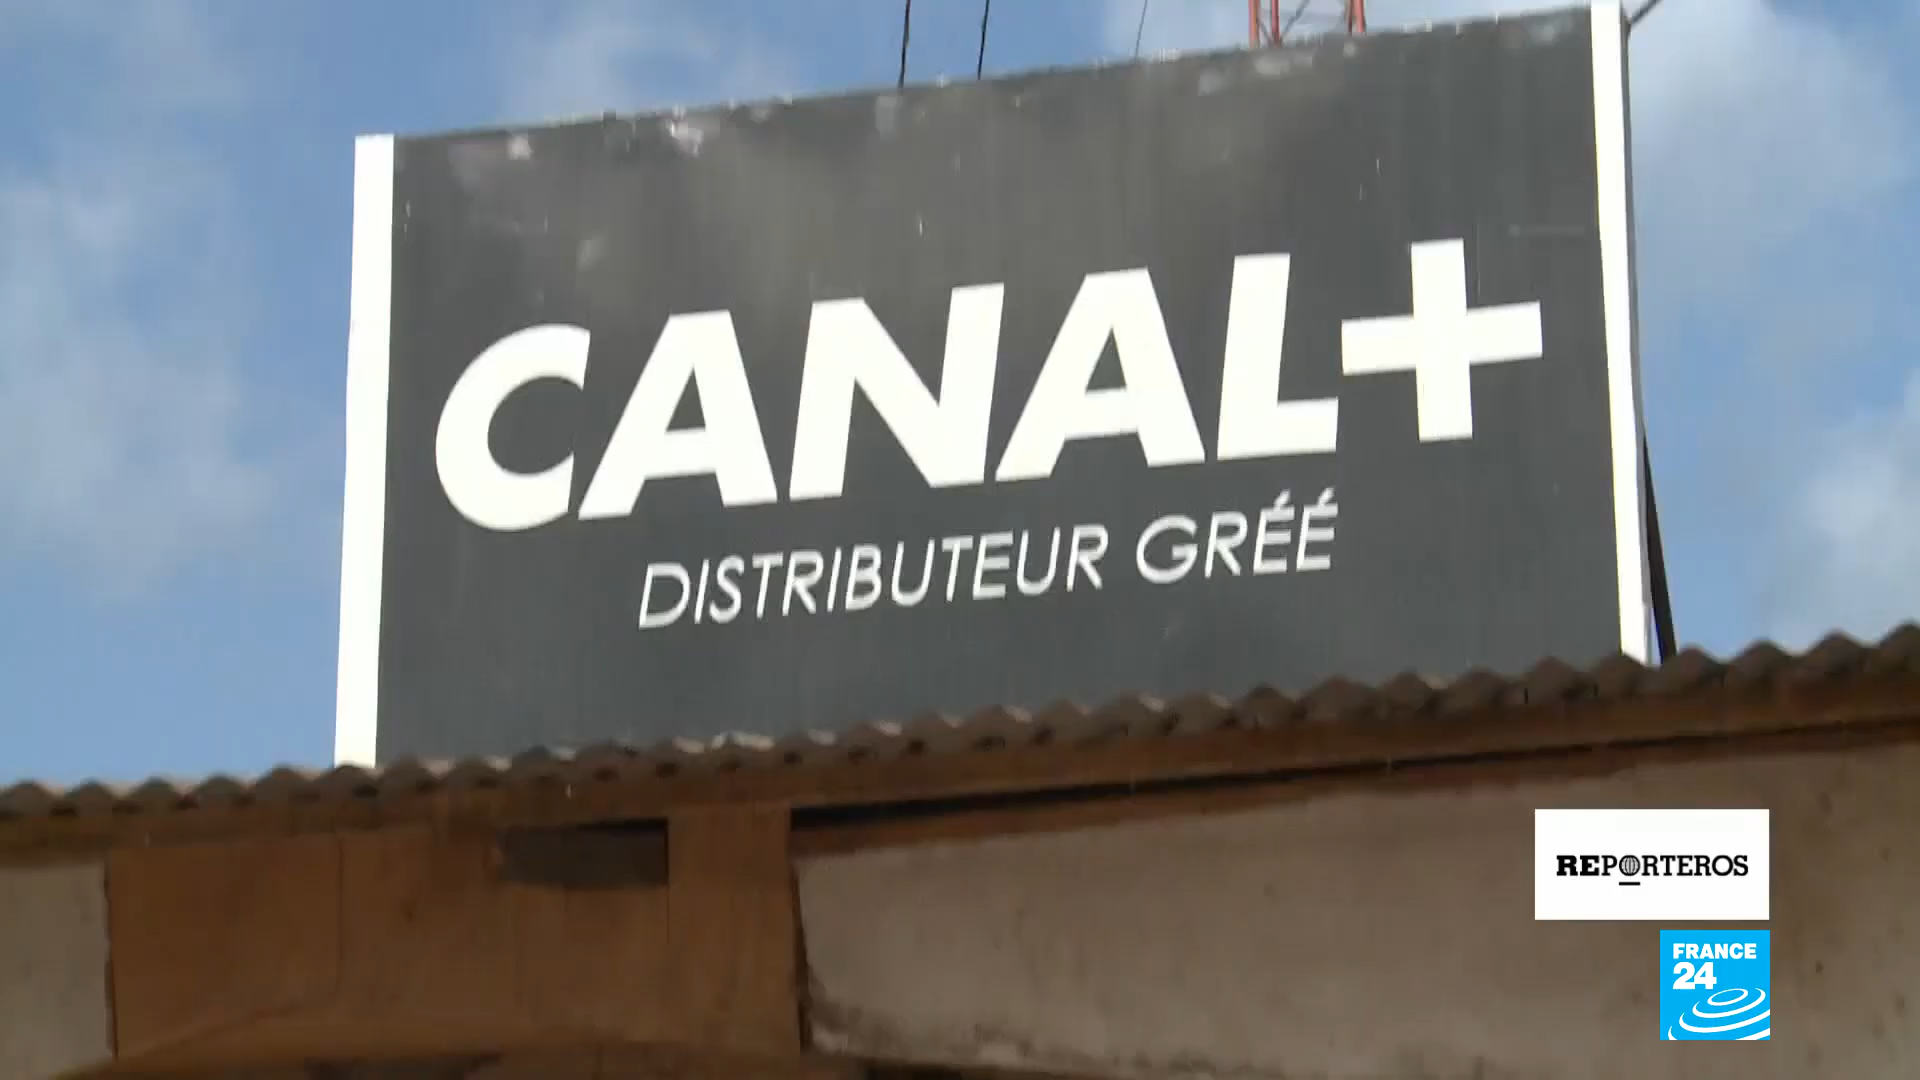 CANAL+
DISTRIBUTEUR GRÉÉ
REPORTEROS
FRANCE
24